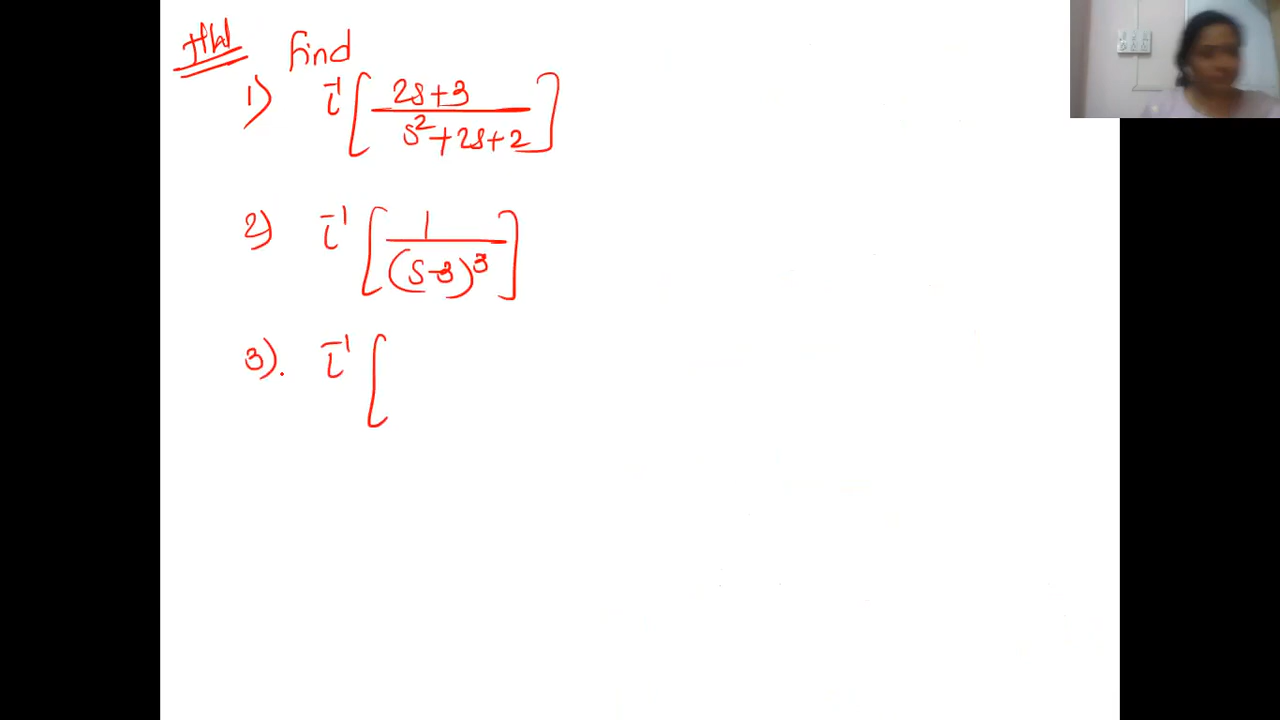 HW Find
1) L⁻¹ [ (2s+3) / (s²+2s+2) ]
2) L⁻¹ [ 1 / (s-3)³ ]
3). L⁻¹ [